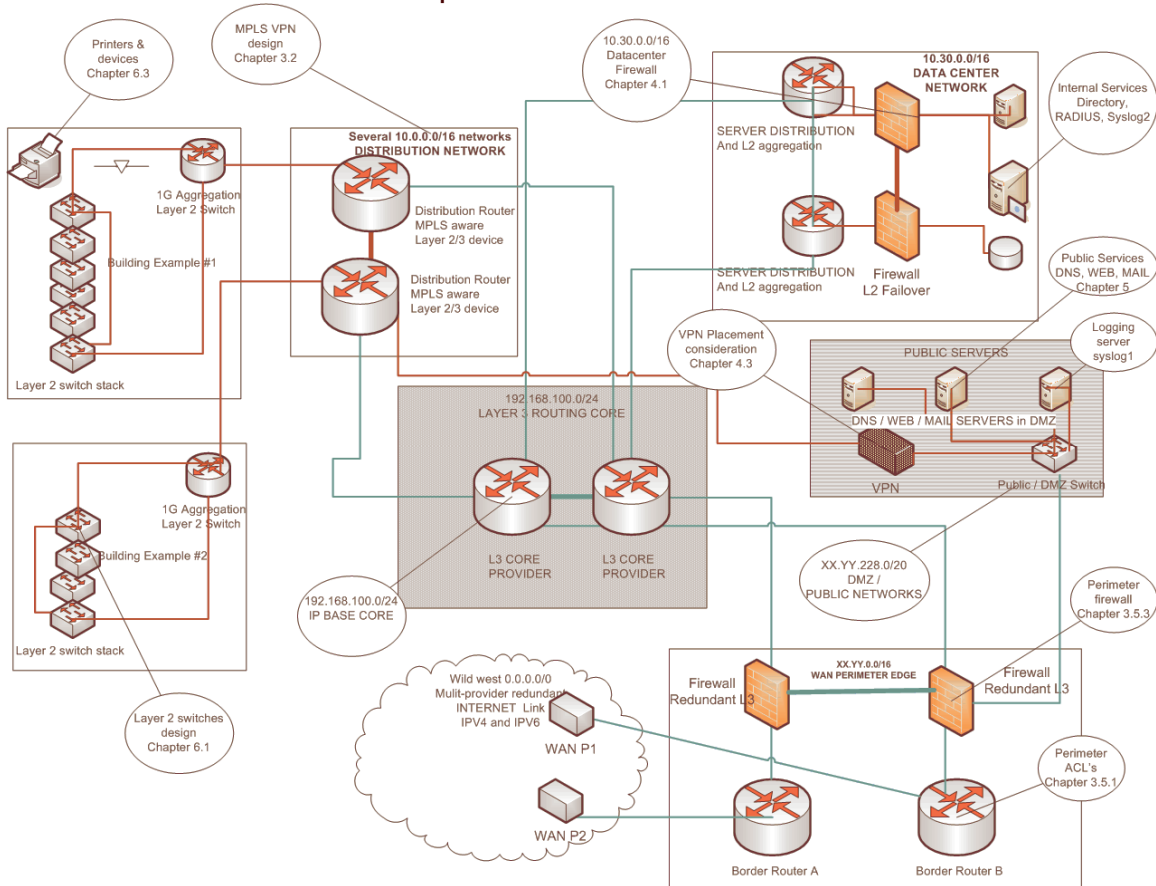 Printers &
devices
Chapter 6.3
MPLS VPN
design
Chapter 3.2
10.30.0.0/16
Datacenter
Firewall
Chapter 4.1
10.30.0.0/16
DATA CENTER
NETWORK
Internal Services
Directory,
RADIUS, Syslog2
Several 10.0.0.0/16 networks
DISTRIBUTION NETWORK
SERVER DISTRIBUTION
And L2 aggregation
1G Aggregation
Layer 2 Switch
Distribution Router
MPLS aware
Layer 2/3 device
Building Example #1
Distribution Router
MPLS aware
Layer 2/3 device
SERVER DISTRIBUTION
And L2 aggregation
Firewall
L2 Failover
Public Services
DNS, WEB, MAIL
Chapter 5
Layer 2 switch stack
VPN Placement
consideration
Chapter 4.3
PUBLIC SERVERS
Logging
server
syslog1
192.168.100.0/24
LAYER 3 ROUTING CORE
DNS / WEB / MAIL SERVERS in DMZ
VPN
Public / DMZ Switch
1G Aggregation
Layer 2 Switch
Building Example #2
L3 CORE
PROVIDER
L3 CORE
PROVIDER
XX.YY.228.0/20
DMZ /
PUBLIC NETWORKS
192.168.100.0/24
IP BASE CORE
Perimeter
firewall
Chapter 3.5.3
Layer 2 switch stack
Wild west 0.0.0.0/0
Mulit-provider redundant
INTERNET Link
IPV4 and IPV6
XX.YY.0.0/16
WAN PERIMETER EDGE
Firewall
Redundant L3
Firewall
Redundant L3
Layer 2 switches
design
Chapter 6.1
WAN P1
Perimeter
ACL's
Chapter 3.5.1
WAN P2
Border Router A
Border Router B